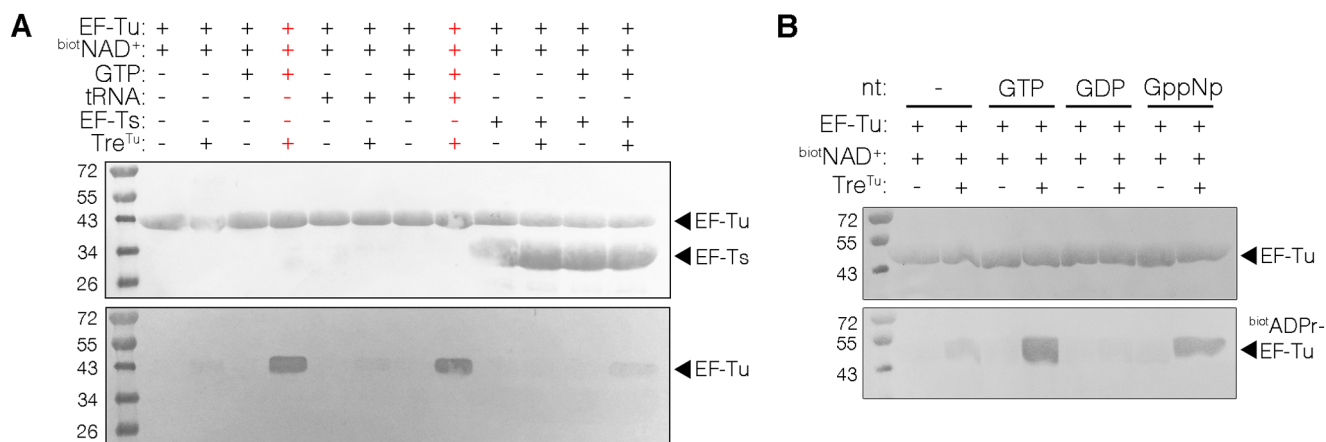 A
EF-Tu: + + + + + + + + + + + +
biotNAD+: + + + + + + + + + + + +
GTP: - - + + - - + + - - + +
tRNA: - - - - + + + + - - - -
EF-Ts: - - - - - - - - + + + +
TreTu: - + - + - + - + - + - +
72
55
43
34
26
EF-Tu
EF-Ts
72
55
43
34
26
EF-Tu
B
nt: - GTP GDP GppNp
EF-Tu: + + + + + + + +
biotNAD+: + + + + + + + +
TreTu: - + - + - + - +
72
55
43
EF-Tu
72
55
43
biotADPr-
EF-Tu